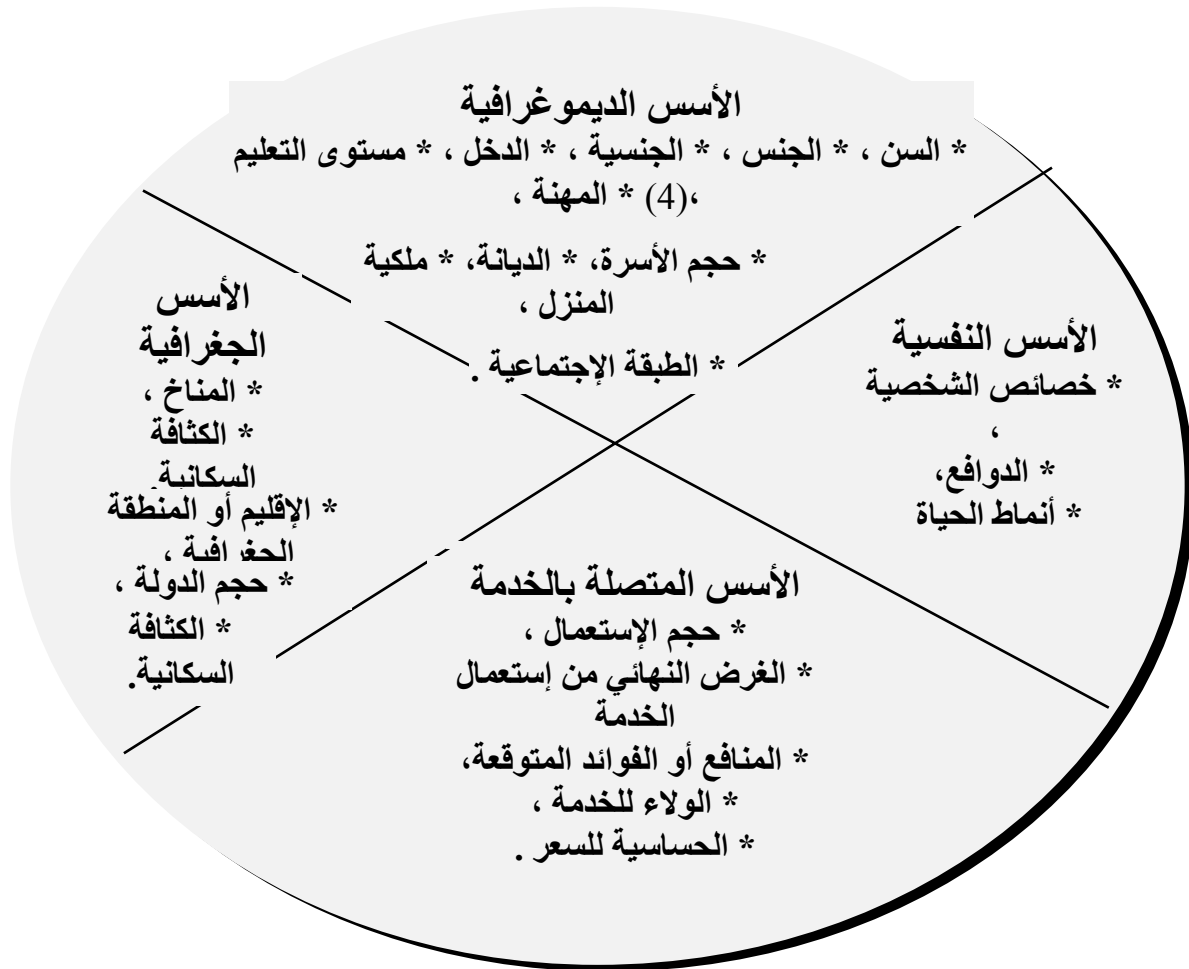 الأسس الديموغرافية
* السن ، * الجنس ، * الجنسية ، * الدخل ، * مستوى التعليم
،(4) * المهنة ،
* حجم الأسرة، * الديانة، * ملكية
المنزل ،
* الطبقة الإجتماعية .
الأسس النفسية
* خصائص الشخصية
،
* الدوافع،
* أنماط الحياة
الأسس
الجغرافية
* المناخ ،
* الكثافة
السكانية.
* الإقليم أو المنطقة
الجغرافية ،
* حجم الدولة ،
* الكثافة
السكانية.
الأسس المتصلة بالخدمة
* حجم الإستعمال ،
* الغرض النهائي من إستعمال
الخدمة
* المنافع أو الفوائد المتوقعة،
* الولاء للخدمة ،
* الحساسية للسعر .